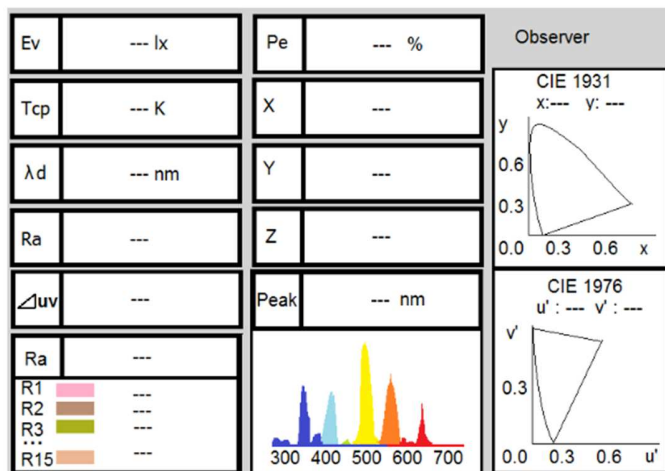 Ev --- lx
Tcp --- K
λd --- nm
Ra ---
⊿uv ---
Ra ---
R1 ---
R2 ---
R3 ---
...
R15 ---
Pe --- %
X ---
Y ---
Z ---
Peak --- nm
300 400 500 600 700
Observer
CIE 1931
x:--- y: ---
y
0.6
0.3
0.0 0.3 0.6 x
CIE 1976
u' : --- v' : ---
v'
0.3
0.0 0.3 0.6 u'